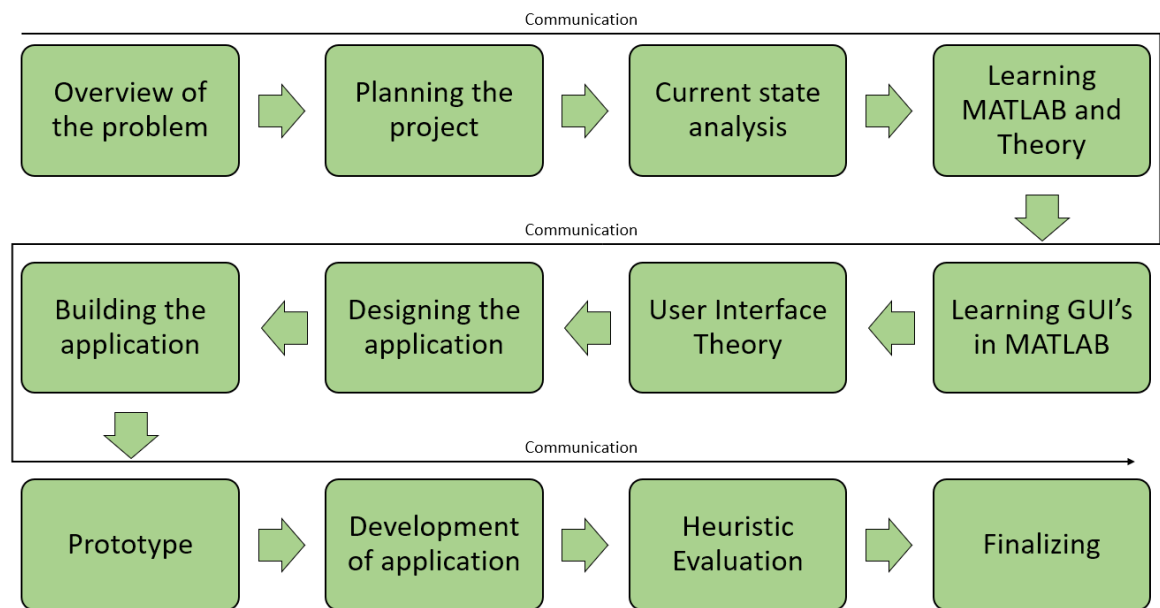 Communication
Overview of
the problem
Planning the
project
Current state
analysis
Learning
MATLAB and
Theory
Communication
Learning GUI's
in MATLAB
User Interface
Theory
Designing the
application
Building the
application
Communication
Prototype
Development
of application
Heuristic
Evaluation
Finalizing